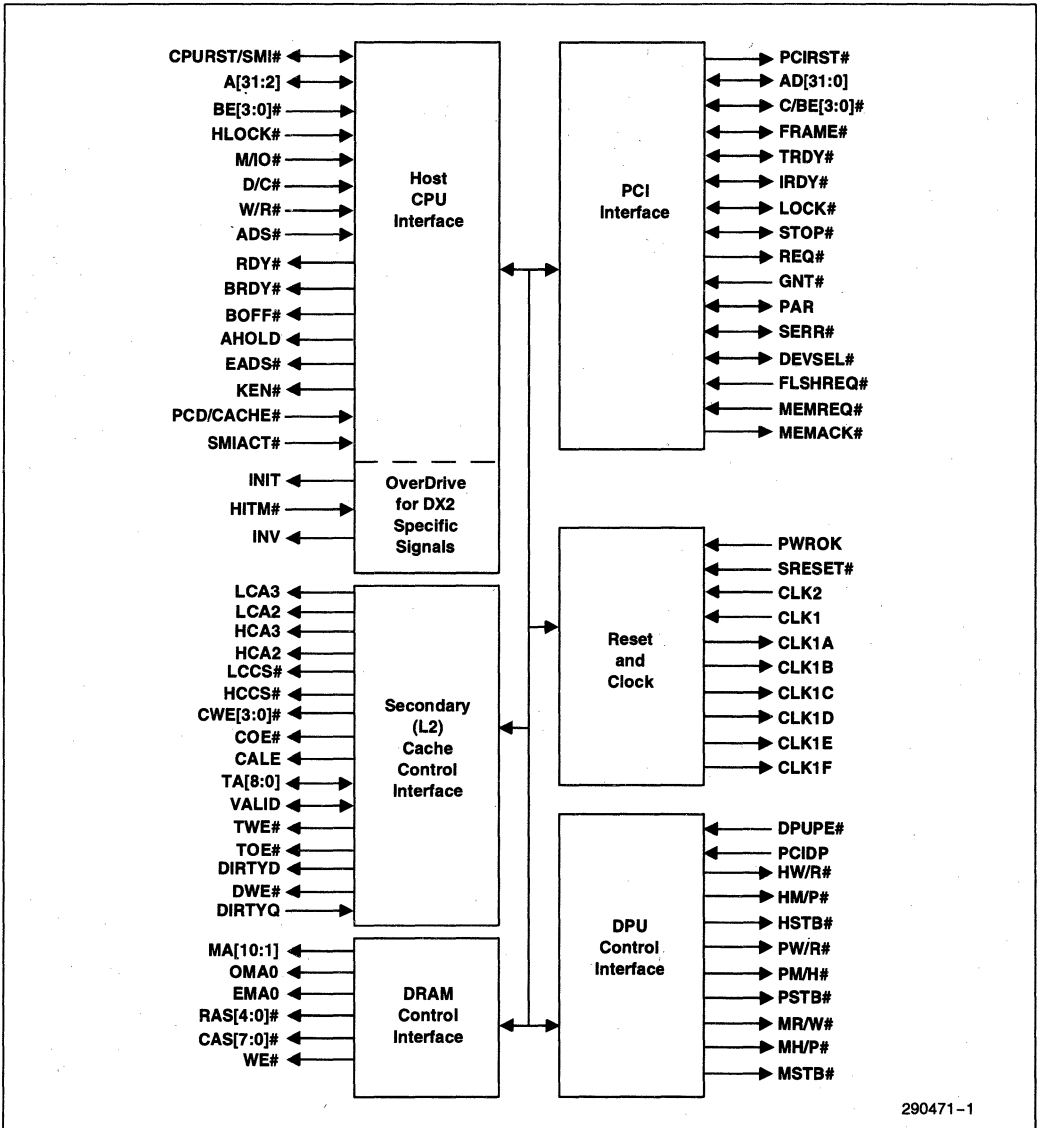 CPURST/SMI#
A[31:2]
BE[3:0]#
HLOCK#
M/IO#
D/C#
W/R#
ADS#
RDY#
BRDY#
BOFF#
AHOLD
EADS#
KEN#
PCD/CACHE#
SMIACT#
INIT
HITM#
INV
Host
CPU
Interface
OverDrive
for DX2
Specific
Signals
LCA3
LCA2
HCA3
HCA2
LCCS#
HCCS#
CWE[3:0]#
COE#
CALE
TA[8:0]
VALID
TWE#
TOE#
DIRTYD
DWE#
DIRTYQ
Secondary
(L2)
Cache
Control
Interface
MA[10:1]
OMA0
EMA0
RAS[4:0]#
CAS[7:0]#
WE#
DRAM
Control
Interface
PCI
Interface
PCIRST#
AD[31:0]
C/BE[3:0]#
FRAME#
TRDY#
IRDY#
LOCK#
STOP#
REQ#
GNT#
PAR
SERR#
DEVSEL#
FLSHREQ#
MEMREQ#
MEMACK#
Reset
and
Clock
PWROK
SRESET#
CLK2
CLK1
CLK1A
CLK1B
CLK1C
CLK1D
CLK1E
CLK1F
DPU
Control
Interface
DPUPE#
PCIDP
HW/R#
HM/P#
HSTB#
PW/R#
PM/H#
PSTB#
MR/W#
MH/P#
MSTB#
290471–1